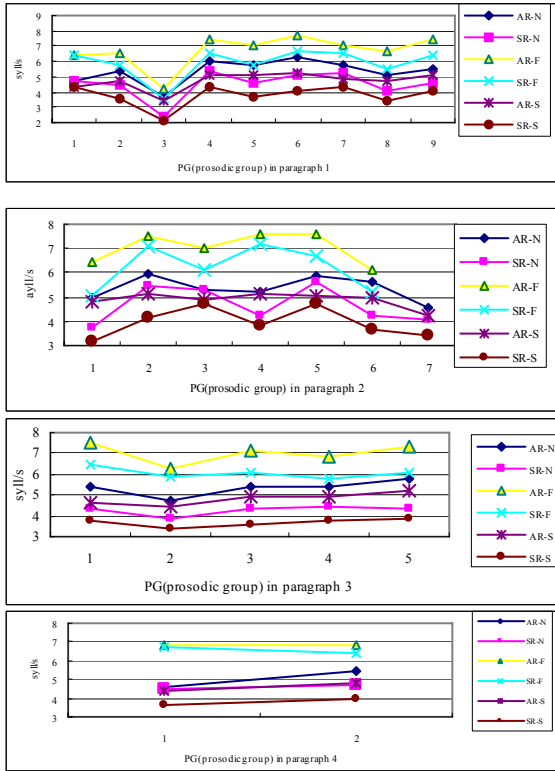 9
8
7
6
5
4
3
2
syll/s
1 2 3 4 5 6 7 8 9
PG(prosodic group) in paragraph 1
AR-N
SR-N
AR-F
SR-F
AR-S
SR-S
8
7
6
5
4
3
ayll/s
1 2 3 4 5 6 7
PG(prosodic group) in paragraph 2
AR-N
SR-N
AR-F
SR-F
AR-S
SR-S
8
7
6
5
4
3
syll/s
1 2 3 4 5
PG(prosodic group) in paragraph 3
AR-N
SR-N
AR-F
SR-F
AR-S
SR-S
8
7
6
5
4
3
syll/s
1 2
PG(prosodic group) in paragraph 4
AR-N
SR-N
AR-F
SR-F
AR-S
SR-S